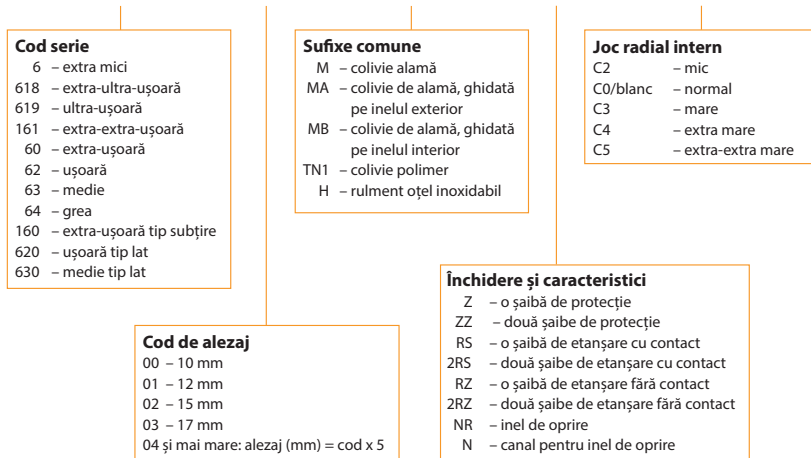 Cod serie
6 – extra mici
618 – extra-ultra-ușoară
619 – ultra-ușoară
161 – extra-extra-ușoară
60 – extra-ușoară
62 – ușoară
63 – medie
64 – grea
160 – extra-ușoară tip subțire
620 – ușoară tip lat
630 – medie tip lat
Sufixe comune
M – colivie alamă
MA – colivie de alamă, ghidată
pe inelul exterior
MB – colivie de alamă, ghidată
pe inelul interior
TN1 – colivie polimer
H – rulment oțel inoxidabil
Joc radial intern
C2 – mic
C0/blanc – normal
C3 – mare
C4 – extra mare
C5 – extra-extra mare
Cod de alezaj
00 – 10 mm
01 – 12 mm
02 – 15 mm
03 – 17 mm
04 și mai mare: alezaj (mm) = cod x 5
Închidere și caracteristici
Z – o șaibă de protecție
ZZ – două șaibe de protecție
RS – o șaibă de etanșare cu contact
2RS – două șaibe de etanșare cu contact
RZ – o șaibă de etanșare fără contact
2RZ – două șaibe de etanșare fără contact
NR – inel de oprire
N – canal pentru inel de oprire